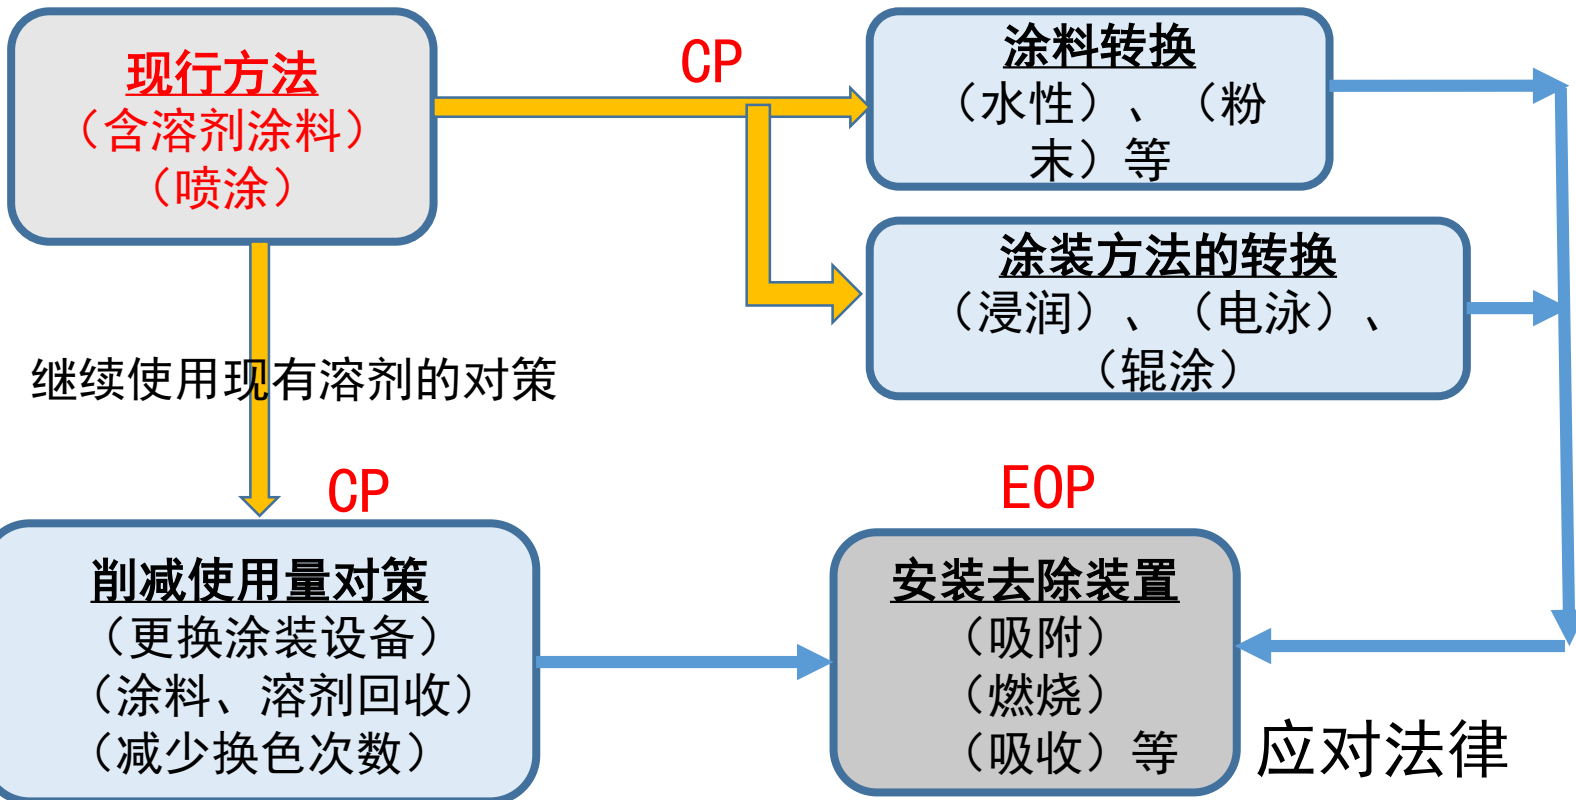 现行方法
（含溶剂涂料）
（喷涂）
CP
涂料转换
（水性）、（粉
末）等
涂装方法的转换
（浸润）、（电泳）、
（辊涂）
继续使用现有溶剂的对策
CP
削减使用量对策
（更换涂装设备）
（涂料、溶剂回收）
（减少换色次数）
EOP
安装去除装置
（吸附）
（燃烧）
（吸收）等
应对法律